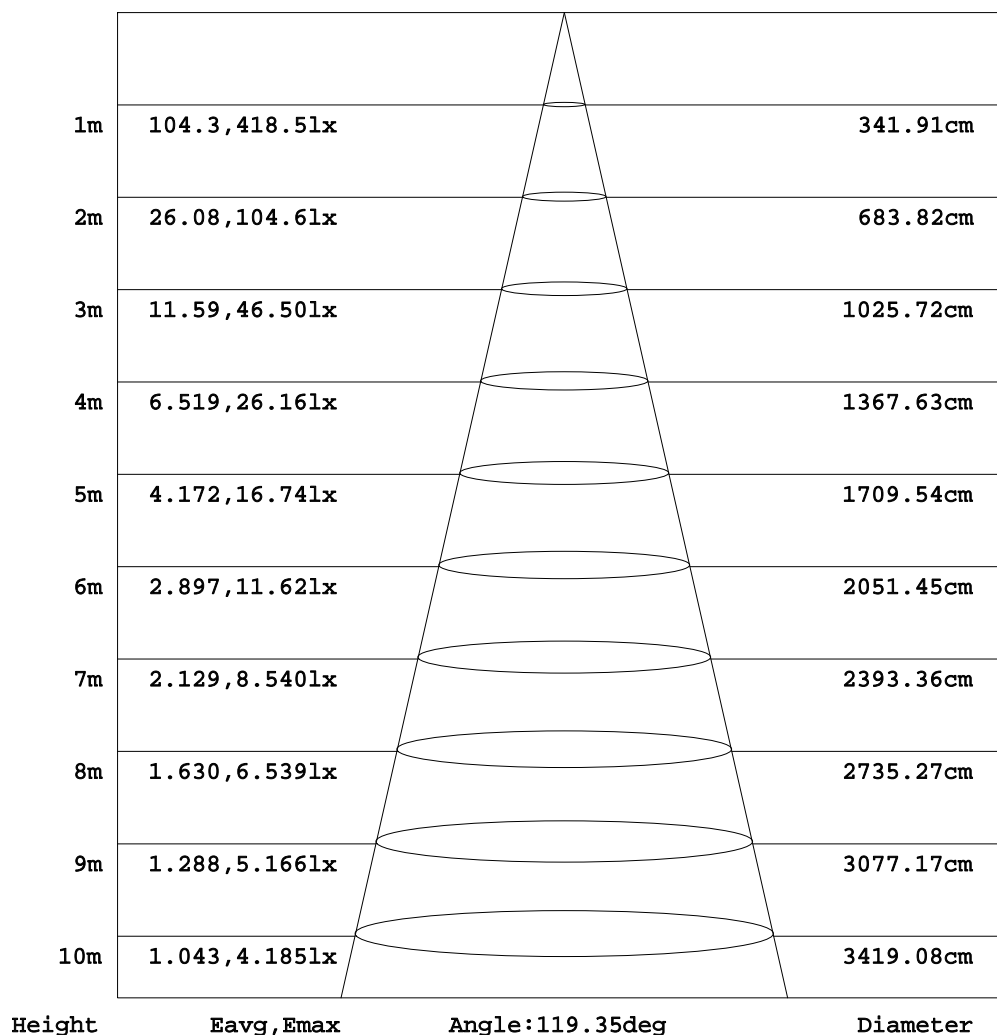 1m 104.3,418.5lx 341.91cm
2m 26.08,104.6lx 683.82cm
3m 11.59,46.50lx 1025.72cm
4m 6.519,26.16lx 1367.63cm
5m 4.172,16.74lx 1709.54cm
6m 2.897,11.62lx 2051.45cm
7m 2.129,8.540lx 2393.36cm
8m 1.630,6.539lx 2735.27cm
9m 1.288,5.166lx 3077.17cm
10m 1.043,4.185lx 3419.08cm
Height Eavg,Emax Angle:119.35deg Diameter